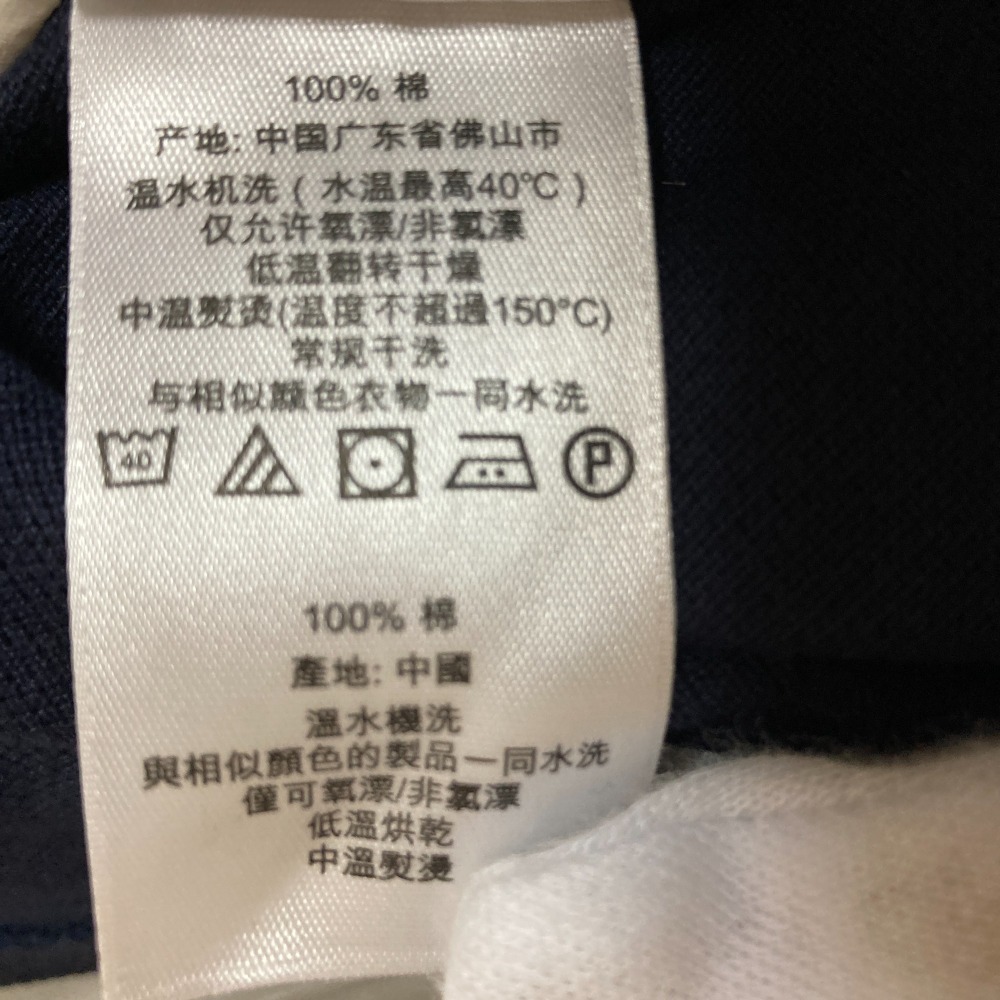 100% 棉
产地: 中国广东省佛山市
温水机洗 ( 水温最高40°C )
仅允许氧漂/非氯漂
低温翻转干燥
中温熨烫(温度不超過150°C)
常规干洗
与相似颜色衣物一同水洗
40
P
100% 棉
產地: 中國
溫水機洗
與相似顏色的製品一同水洗
僅可氧漂/非氯漂
低溫烘乾
中溫熨燙